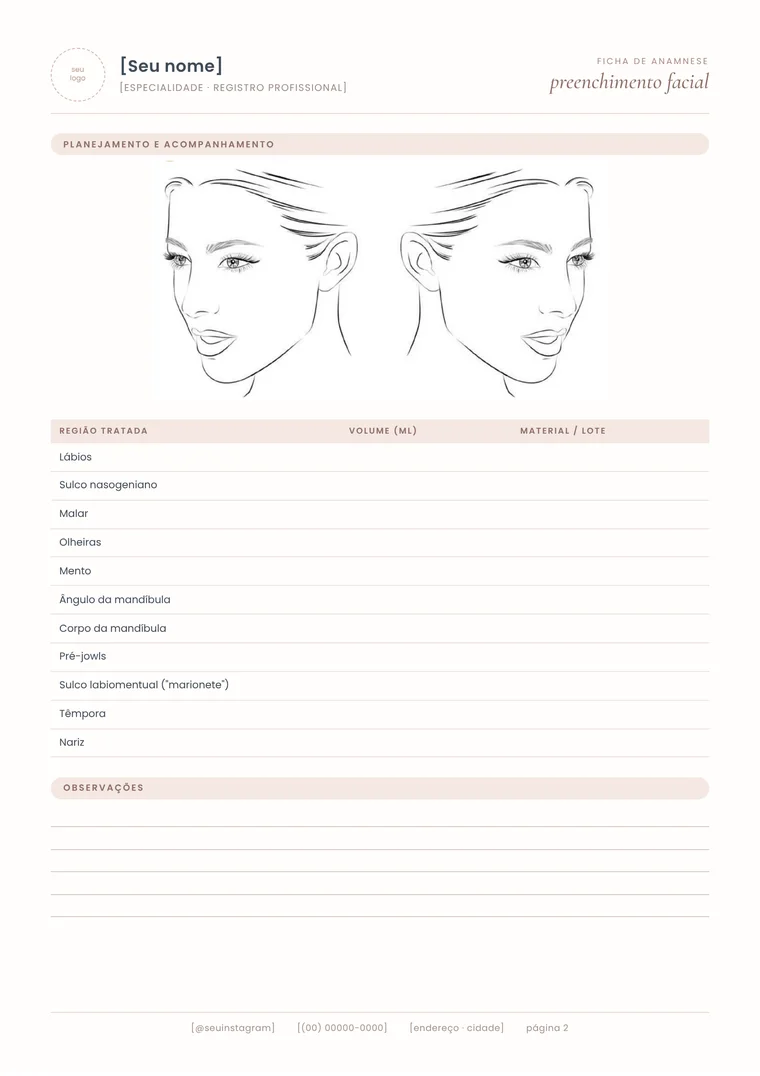 seu
logo
[Seu nome]
[ESPECIALIDADE · REGISTRO PROFISSIONAL]
FICHA DE ANAMNESE
preenchimento facial
PLANEJAMENTO E ACOMPANHAMENTO
REGIÃO TRATADA VOLUME (ML) MATERIAL / LOTE
Lábios
Sulco nasogeniano
Malar
Olheiras
Mento
Ângulo da mandíbula
Corpo da mandíbula
Pré-jowls
Sulco labiomentual ("marionete")
Têmpora
Nariz
OBSERVAÇÕES
[@seuinstagram] [(00) 00000-0000] [endereço · cidade] página 2